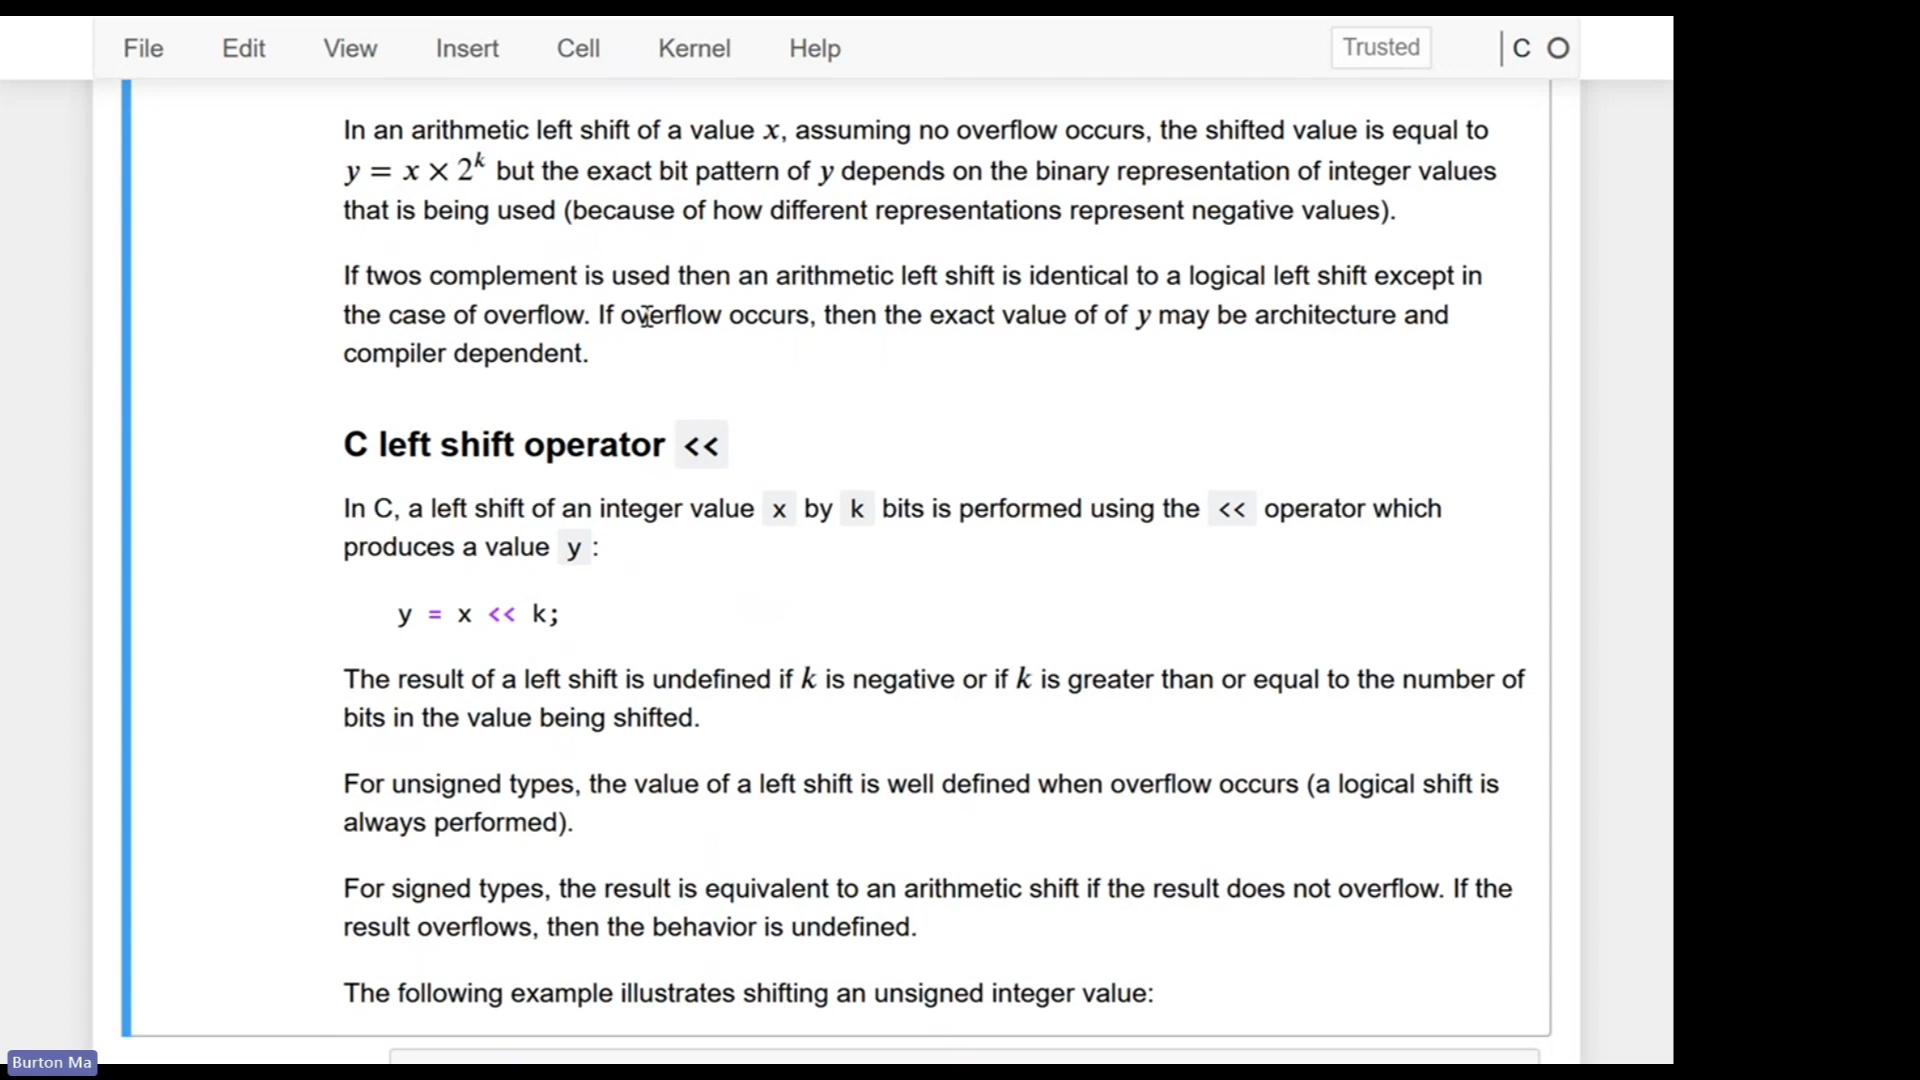 File Edit View Insert Cell Kernel Help Trusted C
In an arithmetic left shift of a value x, assuming no overflow occurs, the shifted value is equal to
y = x × 2^k but the exact bit pattern of y depends on the binary representation of integer values
that is being used (because of how different representations represent negative values).
If twos complement is used then an arithmetic left shift is identical to a logical left shift except in
the case of overflow. If overflow occurs, then the exact value of of y may be architecture and
compiler dependent.
C left shift operator <<
In C, a left shift of an integer value x by k bits is performed using the << operator which
produces a value y :
y = x << k;
The result of a left shift is undefined if k is negative or if k is greater than or equal to the number of
bits in the value being shifted.
For unsigned types, the value of a left shift is well defined when overflow occurs (a logical shift is
always performed).
For signed types, the result is equivalent to an arithmetic shift if the result does not overflow. If the
result overflows, then the behavior is undefined.
The following example illustrates shifting an unsigned integer value:
Burton Ma